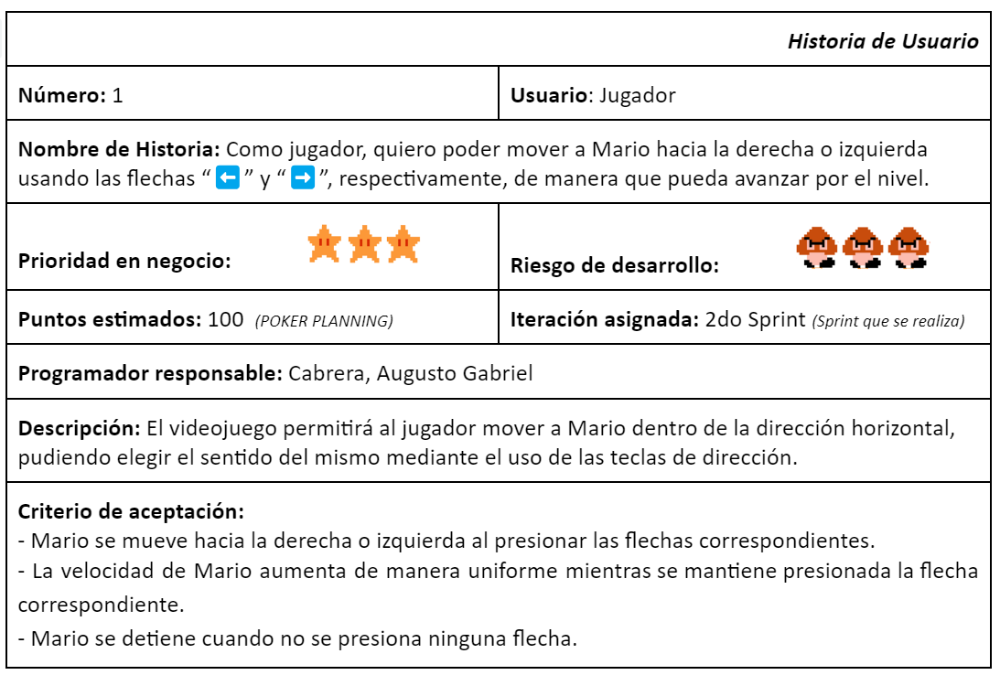 Historia de Usuario
Número: 1
Usuario: Jugador
Nombre de Historia: Como jugador, quiero poder mover a Mario hacia la derecha o izquierda
usando las flechas “ ⬅️ ” y “ ➡️ ”, respectivamente, de manera que pueda avanzar por el nivel.
Prioridad en negocio:
Riesgo de desarrollo:
Puntos estimados: 100 (POKER PLANNING)
Iteración asignada: 2do Sprint (Sprint que se realiza)
Programador responsable: Cabrera, Augusto Gabriel
Descripción: El videojuego permitirá al jugador mover a Mario dentro de la dirección horizontal,
pudiendo elegir el sentido del mismo mediante el uso de las teclas de dirección.
Criterio de aceptación:
- Mario se mueve hacia la derecha o izquierda al presionar las flechas correspondientes.
- La velocidad de Mario aumenta de manera uniforme mientras se mantiene presionada la flecha
correspondiente.
- Mario se detiene cuando no se presiona ninguna flecha.